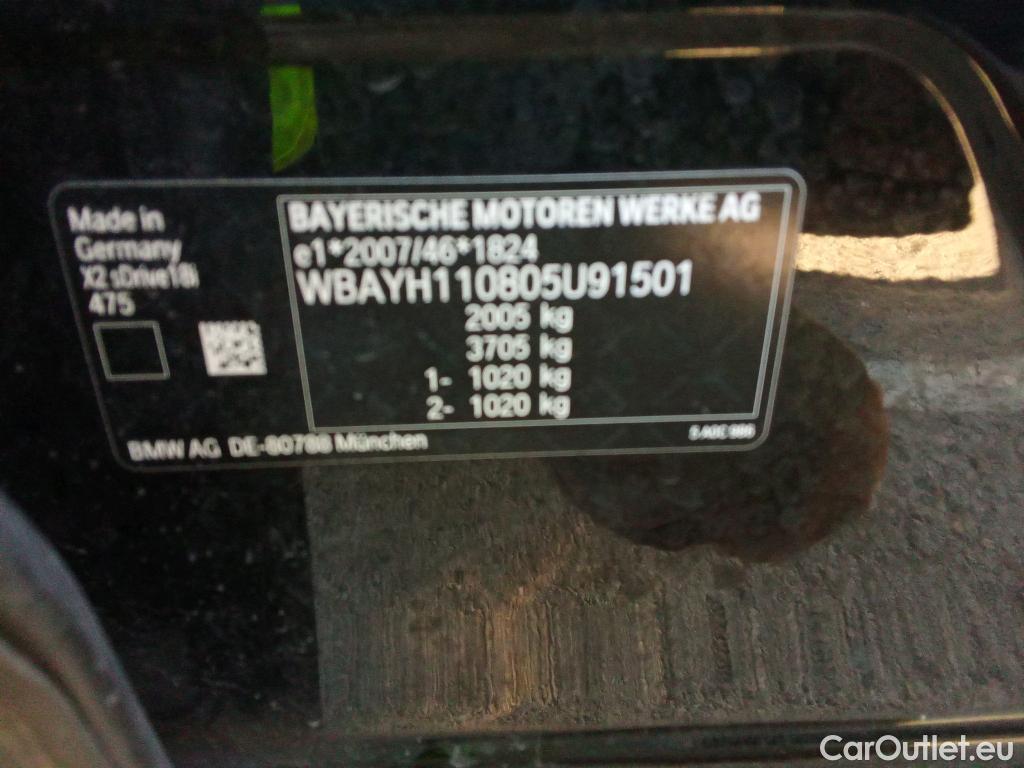 Made in
Germany
X2 sDrive18i
475
BAYERISCHE MOTOREN WERKE AG
e1*2007/46*1824
WBAYH110805U91501
2005 kg
3705 kg
1- 1020 kg
2- 1020 kg
BMW AG DE-80788 München
CarOutlet.eu